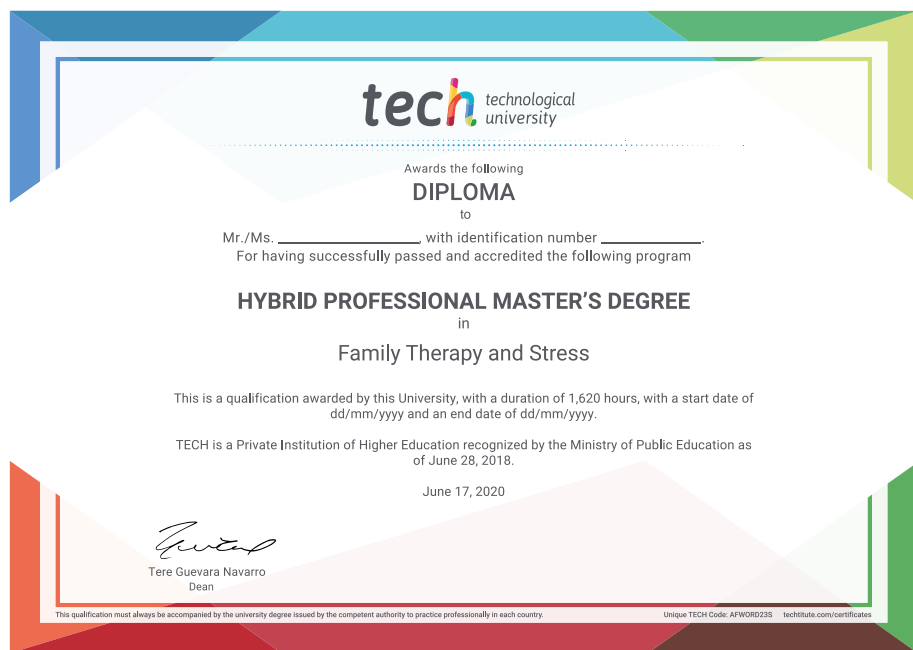 tech technological
university
Awards the following
DIPLOMA
to
Mr./Ms. ____________________, with identification number ______________.
For having successfully passed and accredited the following program
HYBRID PROFESSIONAL MASTER'S DEGREE
in
Family Therapy and Stress
This is a qualification awarded by this University, with a duration of 1,620 hours, with a start date of
dd/mm/yyyy and an end date of dd/mm/yyyy.
TECH is a Private Institution of Higher Education recognized by the Ministry of Public Education as
of June 28, 2018.
June 17, 2020
Tere Guevara Navarro
Dean
This qualification must always be accompanied by the university degree issued by the competent authority to practice professionally in each country. Unique TECH Code: AFWORD23S techtitute.com/certificates